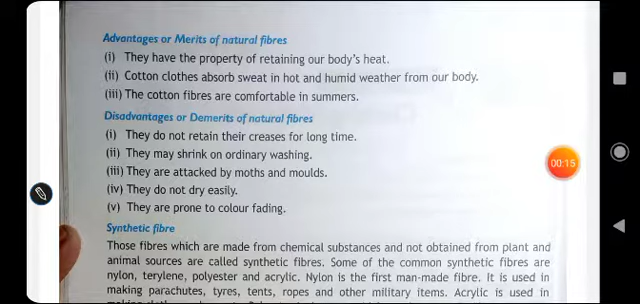 Advantages or Merits of natural fibres
(i) They have the property of retaining our body's heat.
(ii) Cotton clothes absorb sweat in hot and humid weather from our body.
(iii) The cotton fibres are comfortable in summers.
Disadvantages or Demerits of natural fibres
(i) They do not retain their creases for long time.
(ii) They may shrink on ordinary washing.
(iii) They are attacked by moths and moulds.
00:15
(iv) They do not dry easily.
(v) They are prone to colour fading.
Synthetic fibre
Those fibres which are made from chemical substances and not obtained from plant and
animal sources are called synthetic fibres. Some of the common synthetic fibres are
nylon, terylene, polyester and acrylic. Nylon is the first man-made fibre. It is used in
making parachutes, tyres, tents, ropes and other military items. Acrylic is used in